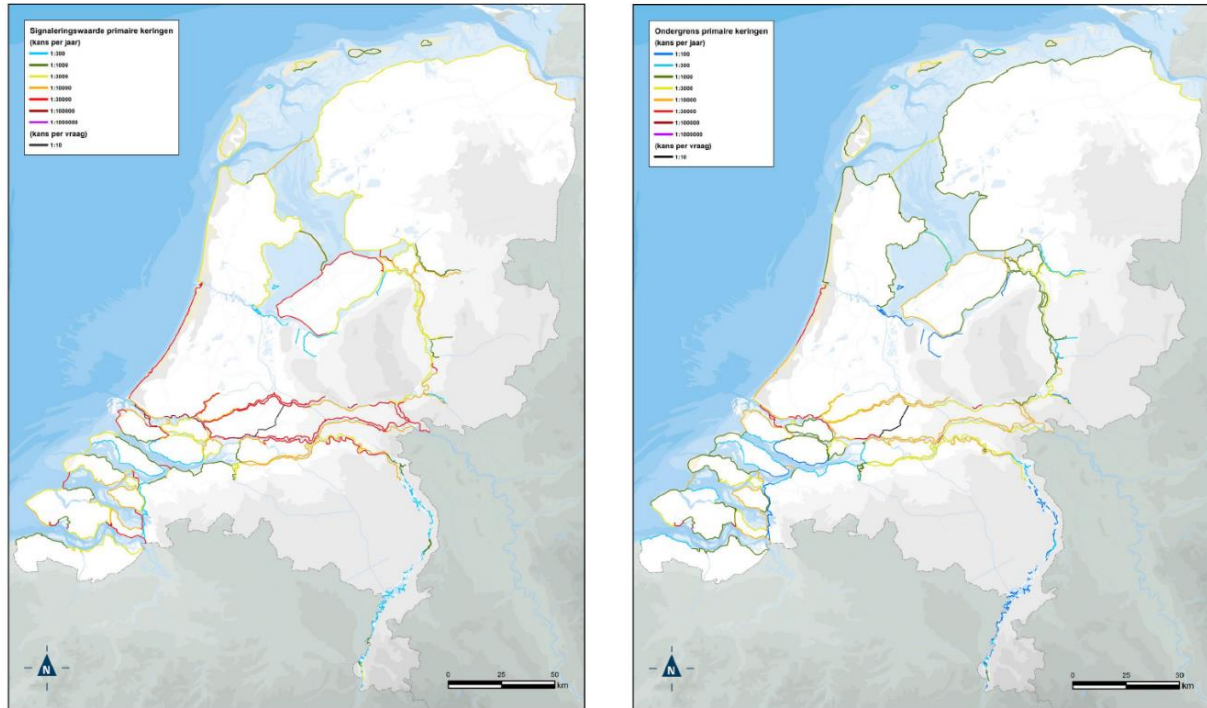 Signaleringswaarde primaire keringen
(kans per jaar)
1:300
1:1000
1:3000
1:10000
1:30000
1:100000
1:1000000
(kans per vraag)
1:10
N
0 25 50
km
Ondergrens primaire keringen
(kans per jaar)
1:100
1:300
1:1000
1:3000
1:10000
1:30000
1:100000
1:1000000
(kans per vraag)
1:10
N
0 25 50
km